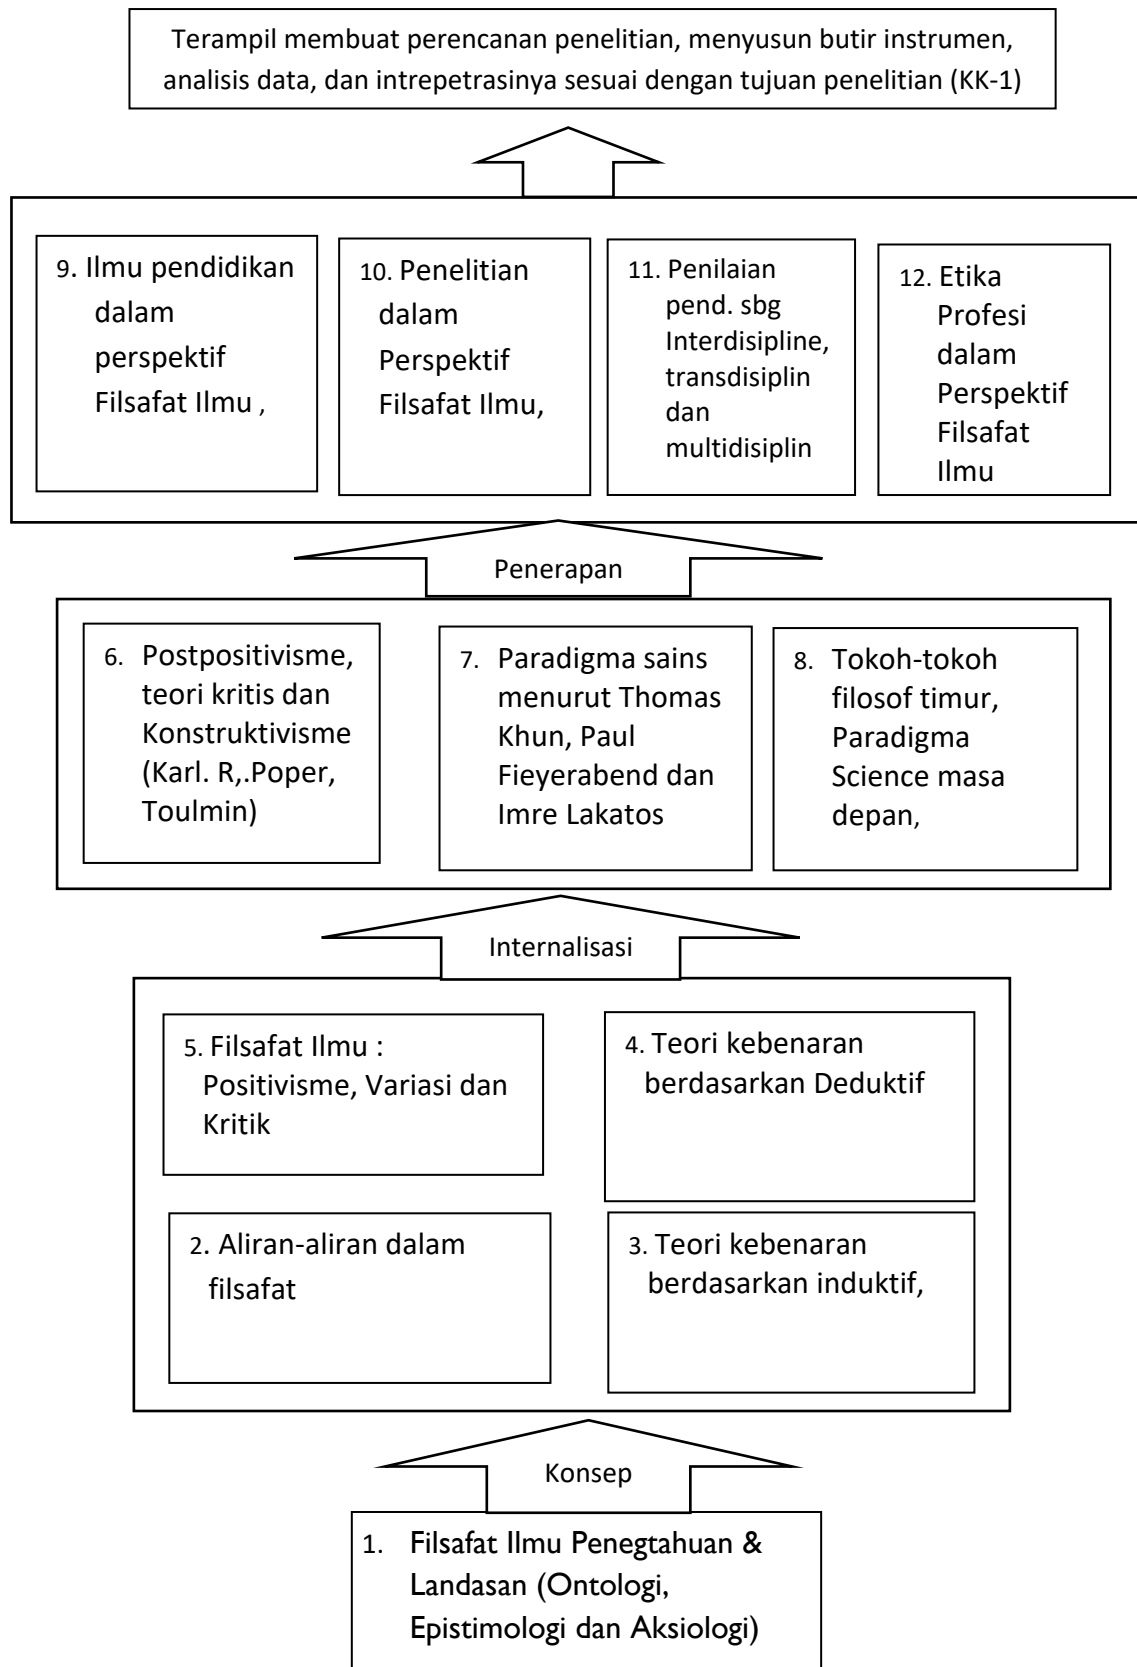 Terampil membuat perencanan penelitian, menyusun butir instrumen,
analisis data, dan intrepetrasinya sesuai dengan tujuan penelitian (KK-1)
9. Ilmu pendidikan
dalam
perspektif
Filsafat Ilmu ,
10. Penelitian
dalam
Perspektif
Filsafat Ilmu,
11. Penilaian
pend. sbg
Interdisipline,
transdisiplin
dan
multidisiplin
12. Etika
Profesi
dalam
Perspektif
Filsafat
Ilmu
Penerapan
6. Postpositivisme,
teori kritis dan
Konstruktivisme
(Karl. R,.Poper,
Toulmin)
7. Paradigma sains
menurut Thomas
Khun, Paul
Fieyerabend dan
Imre Lakatos
8. Tokoh-tokoh
filosof timur,
Paradigma
Science masa
depan,
Internalisasi
5. Filsafat Ilmu :
Positivisme, Variasi dan
Kritik
4. Teori kebenaran
berdasarkan Deduktif
2. Aliran-aliran dalam
filsafat
3. Teori kebenaran
berdasarkan induktif,
Konsep
1. Filsafat Ilmu Penegtahuan &
Landasan (Ontologi,
Epistimologi dan Aksiologi)